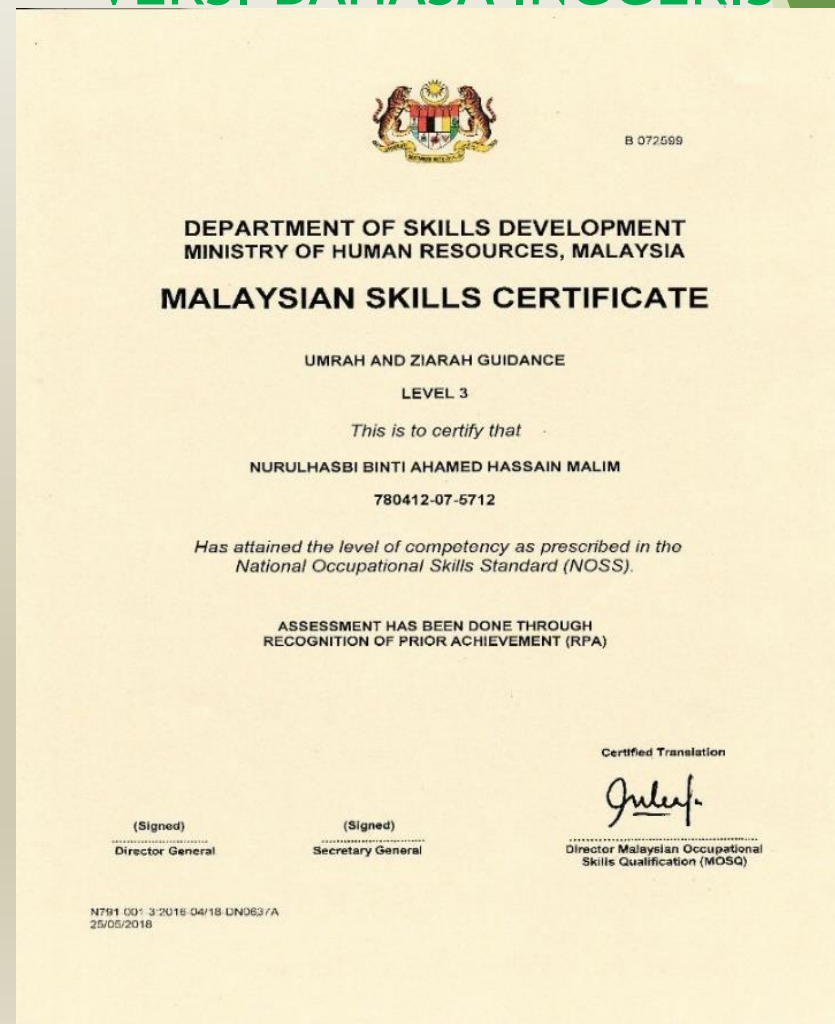 VERSI BAHASA INGGERIS
B 072599
DEPARTMENT OF SKILLS DEVELOPMENT
MINISTRY OF HUMAN RESOURCES, MALAYSIA
MALAYSIAN SKILLS CERTIFICATE
UMRAH AND ZIARAH GUIDANCE
LEVEL 3
This is to certify that
NURULHASBI BINTI AHAMED HASSAIN MALIM
780412-07-5712
Has attained the level of competency as prescribed in the
National Occupational Skills Standard (NOSS).
ASSESSMENT HAS BEEN DONE THROUGH
RECOGNITION OF PRIOR ACHIEVEMENT (RPA)
Certified Translation
(Signed)
Director General
(Signed)
Secretary General
Director Malaysian Occupational
Skills Qualification (MOSQ)
N791-001-3:2016-04/18-DN0637A
25/05/2018